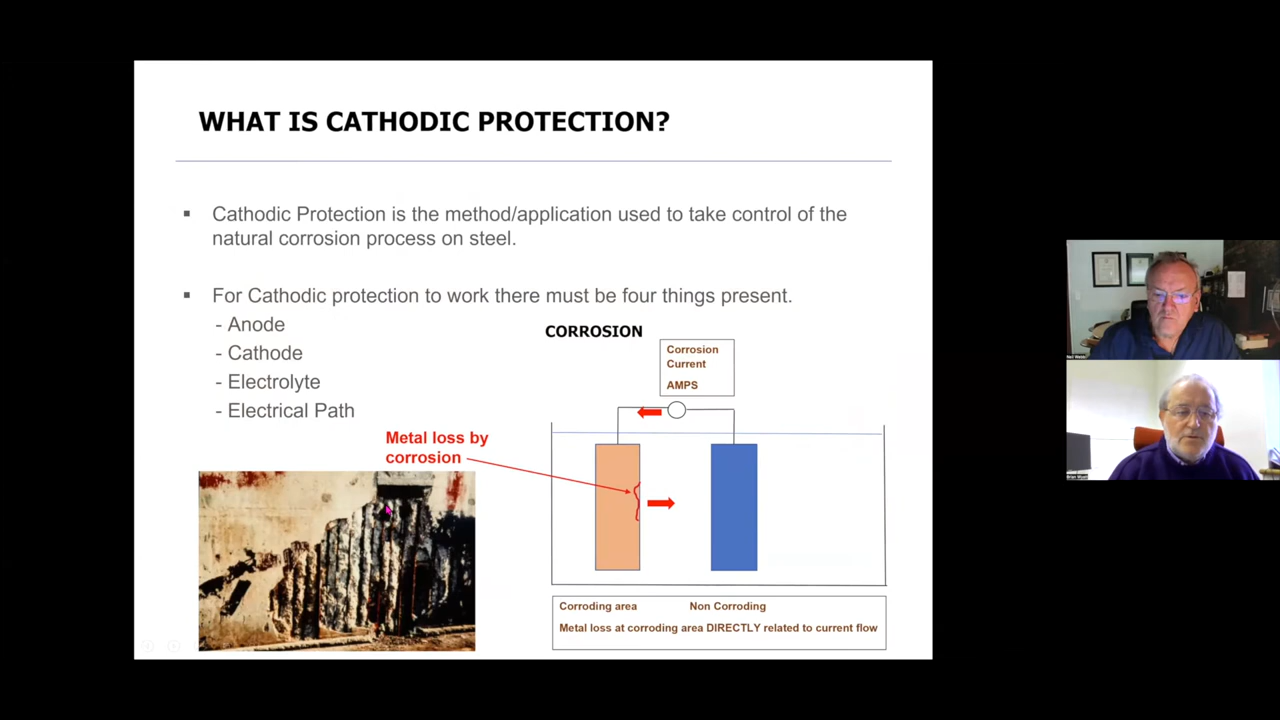 WHAT IS CATHODIC PROTECTION?
▪ Cathodic Protection is the method/application used to take control of the
natural corrosion process on steel.
▪ For Cathodic protection to work there must be four things present.
- Anode
- Cathode
- Electrolyte
- Electrical Path
CORROSION
Corrosion
Current
AMPS
Metal loss by
corrosion
Corroding area Non Corroding
Metal loss at corroding area DIRECTLY related to current flow